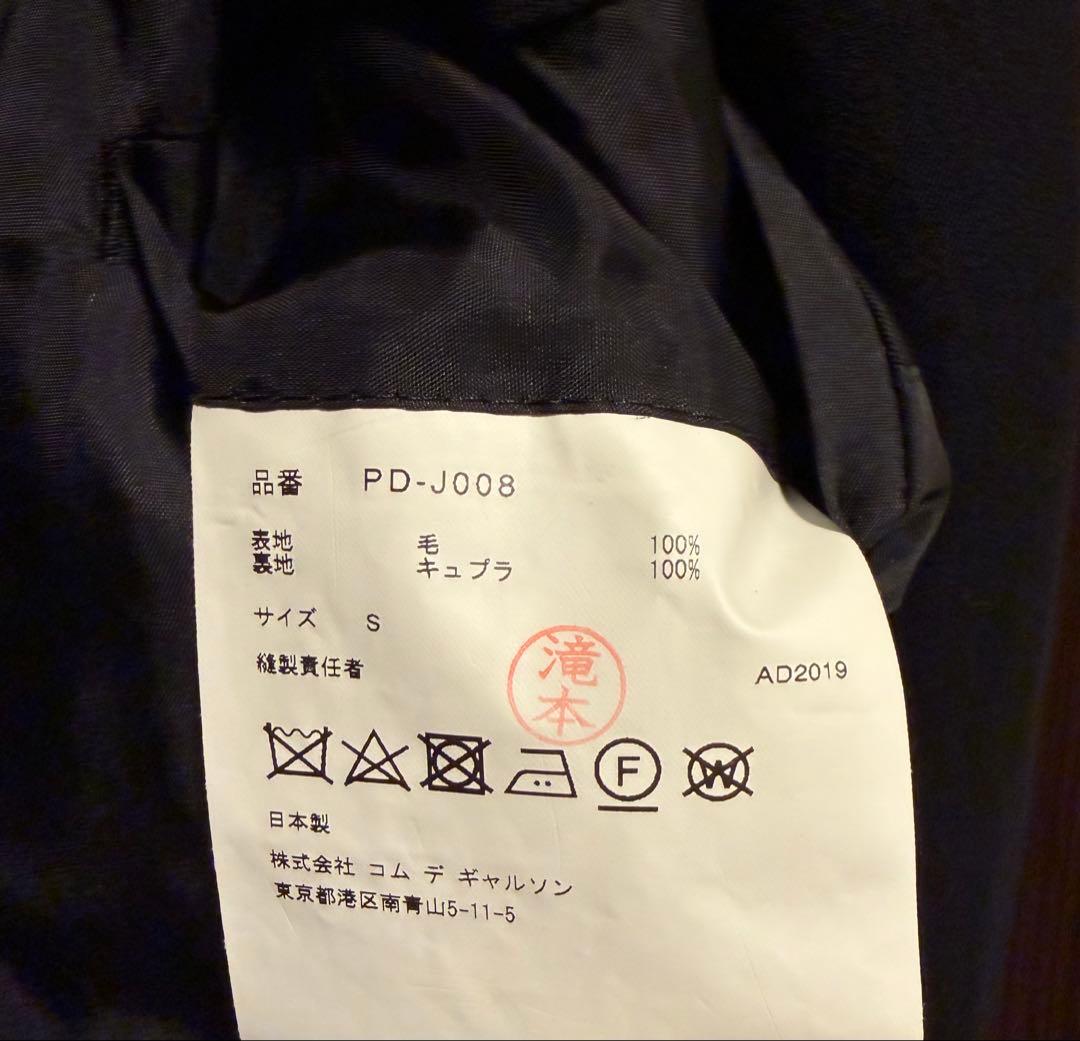 品番 PD-J008
表地 毛 100%
裏地 キュプラ 100%
サイズ S
縫製責任者 滝本 AD2019
F W
日本製
株式会社 コム デ ギャルソン
東京都港区南青山5-11-5